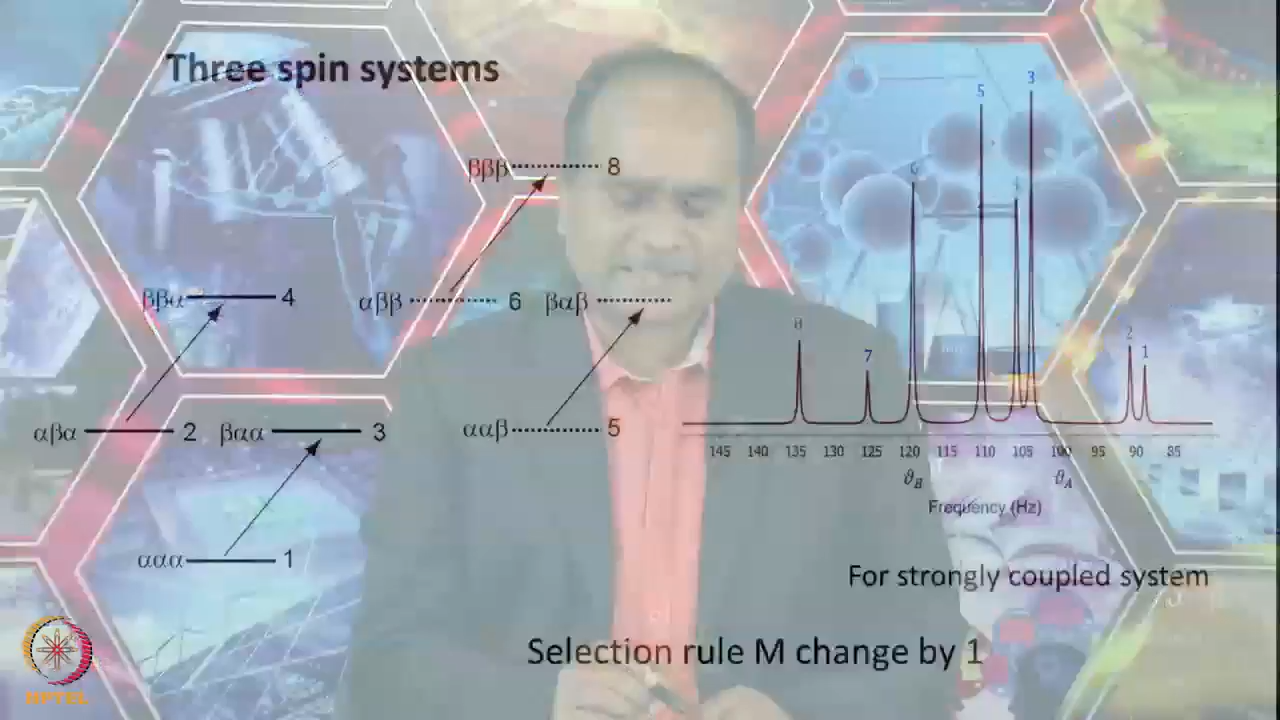 Three spin systems
βββ 8
ββα 4
αββ 6 βαβ
αβα 2 βαα 3
ααβ 5
ααα 1
3
5
6
8
7
2
1
145 140 135 130 125 120 115 110 105 100 95 90 85
ϑB ϑA
Frequency (Hz)
For strongly coupled system
Selection rule M change by 1
NPTEL